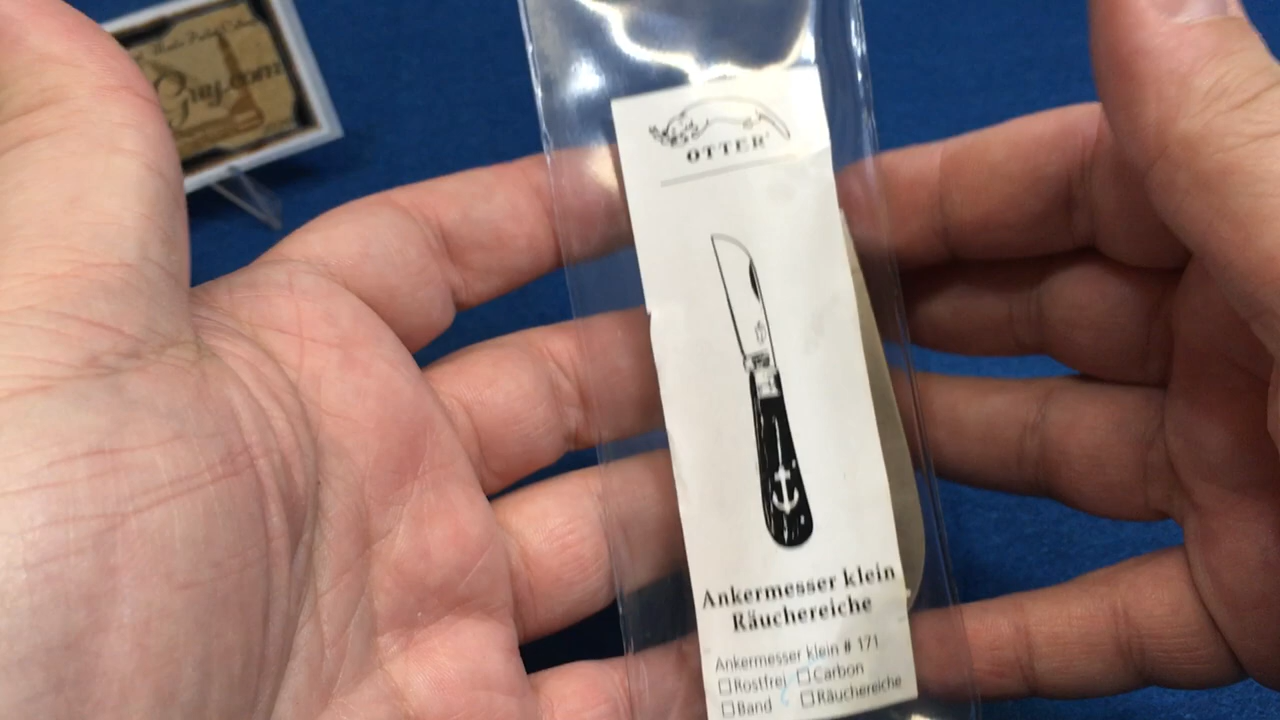 OTTER
Ankermesser klein
Räuchereiche
Ankermesser klein # 171
☐Rostfrei ☐Carbon
☐Band ☐Räuchereiche